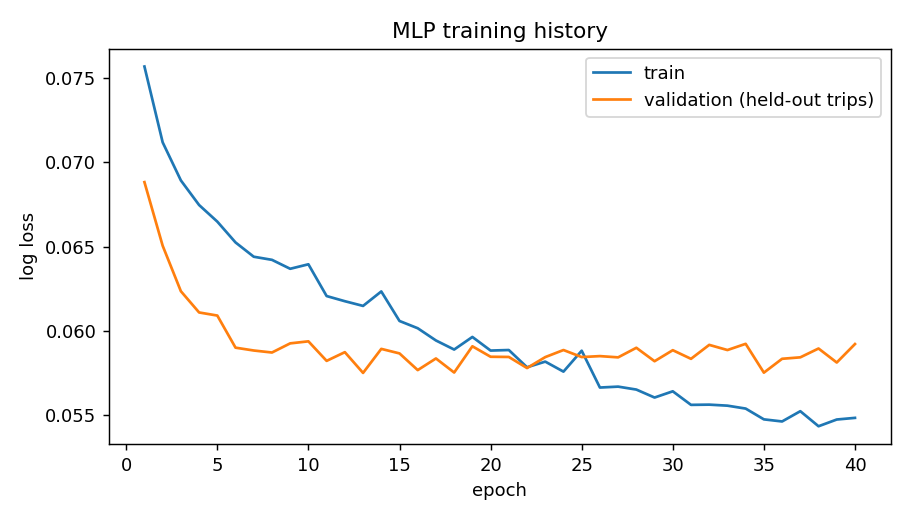 MLP training history
train
validation (held-out trips)
0.075
0.070
0.065
0.060
0.055
log loss
0 5 10 15 20 25 30 35 40
epoch